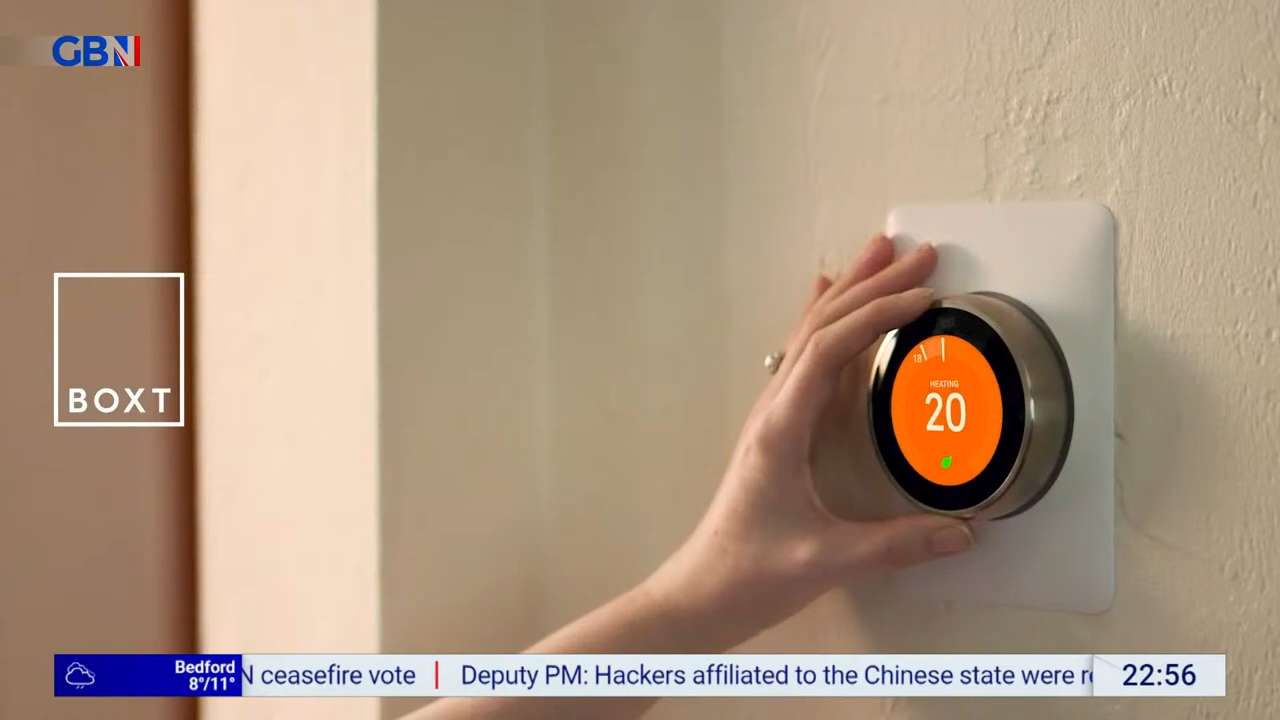 GBN
BOXT
18
HEATING
20
Bedford
8°/11°
N ceasefire vote
Deputy PM: Hackers affiliated to the Chinese state were r
22:56